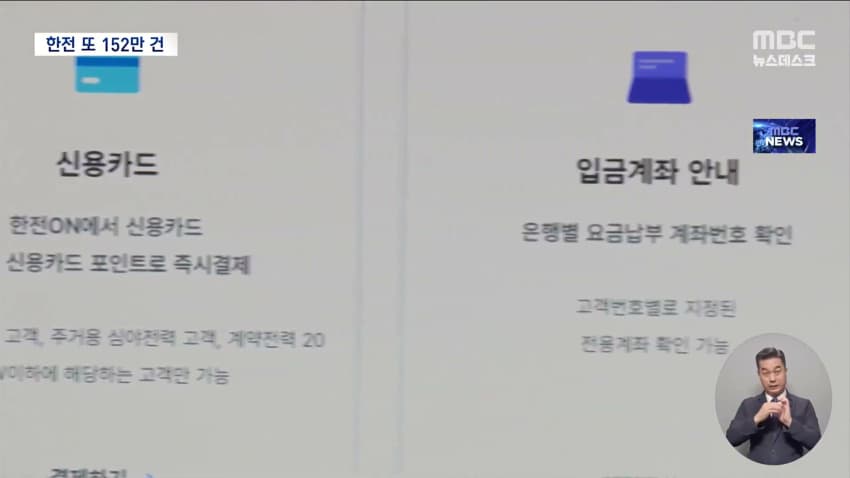 한전 또 152만 건
MBC
뉴스데스크
MBC
NEWS
신용카드
한전ON에서 신용카드
신용카드 포인트로 즉시결제
고객, 주거용 심야전력 고객, 계약전력 20
이하에 해당하는 고객만 가능
결제하기
입금계좌 안내
은행별 요금납부 계좌번호 확인
고객번호별로 지정된
전용계좌 확인 가능